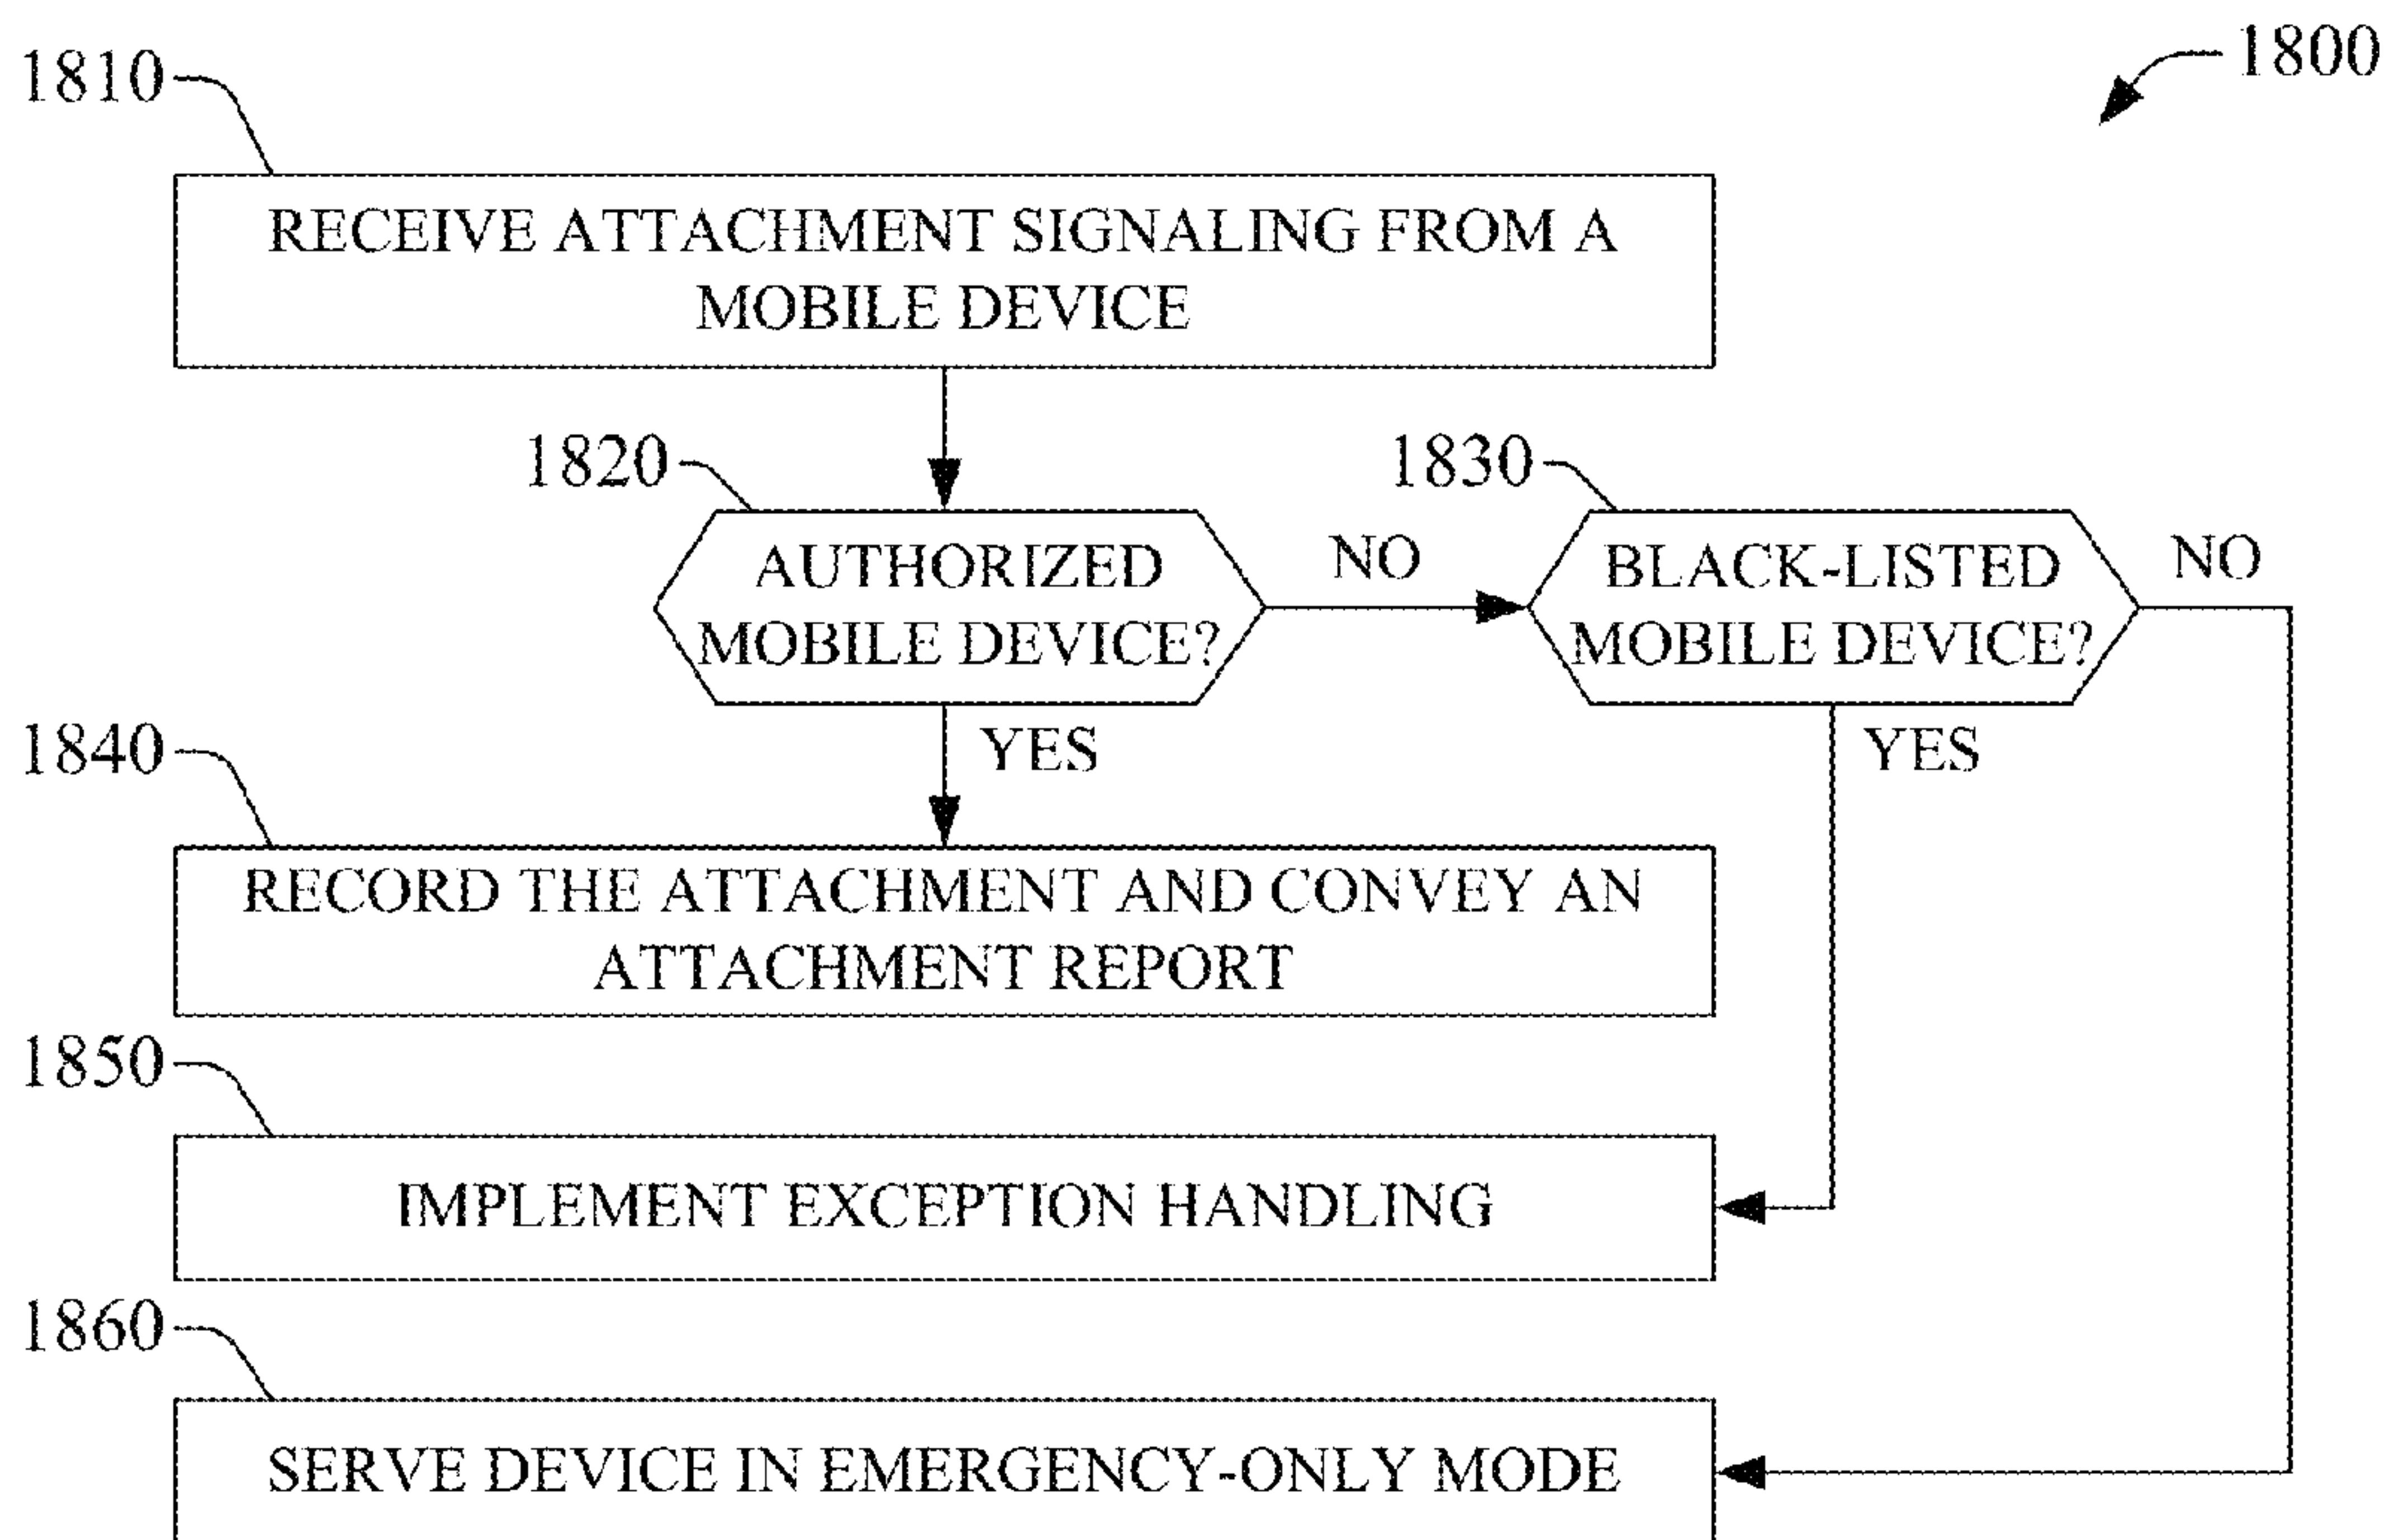 1800
1810
RECEIVE ATTACHMENT SIGNALING FROM A
MOBILE DEVICE
1820
AUTHORIZED
MOBILE DEVICE?
NO
1830
BLACK-LISTED
MOBILE DEVICE?
NO
YES
YES
1840
RECORD THE ATTACHMENT AND CONVEY AN
ATTACHMENT REPORT
1850
IMPLEMENT EXCEPTION HANDLING
1860
SERVE DEVICE IN EMERGENCY-ONLY MODE